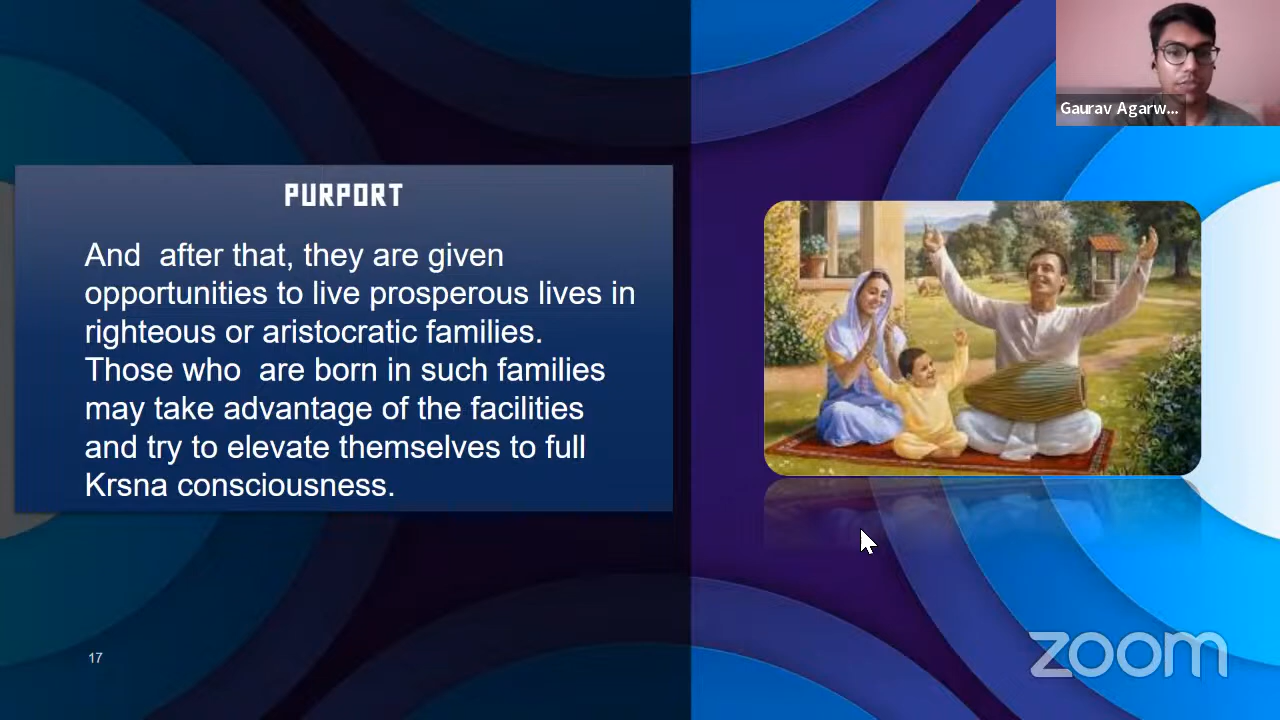 Gaurav Agarw...
PURPORT
And after that, they are given
opportunities to live prosperous lives in
righteous or aristocratic families.
Those who are born in such families
may take advantage of the facilities
and try to elevate themselves to full
Krsna consciousness.
17
zoom